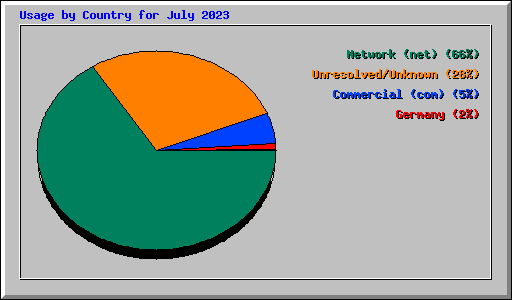 Usage by Country for July 2023
Network (net) (66%)
Unresolved/Unknown (28%)
Commercial (com) (5%)
Germany (2%)